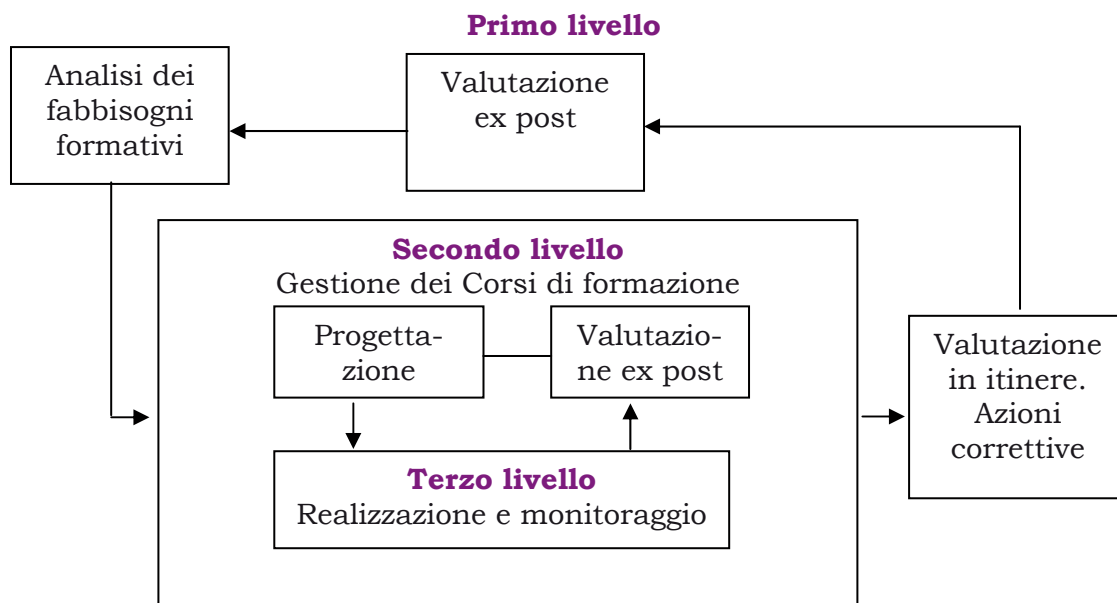 Primo livello
Analisi dei
fabbisogni
formativi
Valutazione
ex post
Secondo livello
Gestione dei Corsi di formazione
Progetta-
zione
Valutazio-
ne ex post
Terzo livello
Realizzazione e monitoraggio
Valutazione
in itinere.
Azioni
correttive